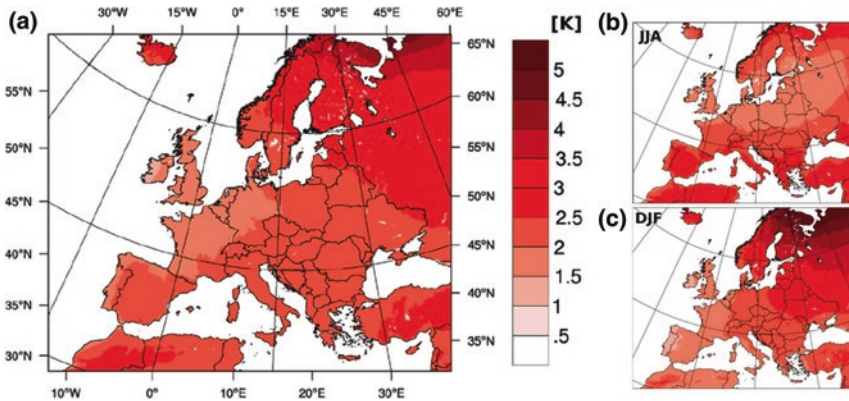 (a)
30°W 15°W 0° 15°E 30°E 45°E 60°E
65°N
60°N
55°N
50°N
45°N
40°N
35°N
55°N
50°N
45°N
40°N
35°N
30°N
10°W 0° 10°E 20°E 30°E
[K]
5
4.5
4
3.5
3
2.5
2
1.5
1
.5
(b)
JJA
(c)
DJF